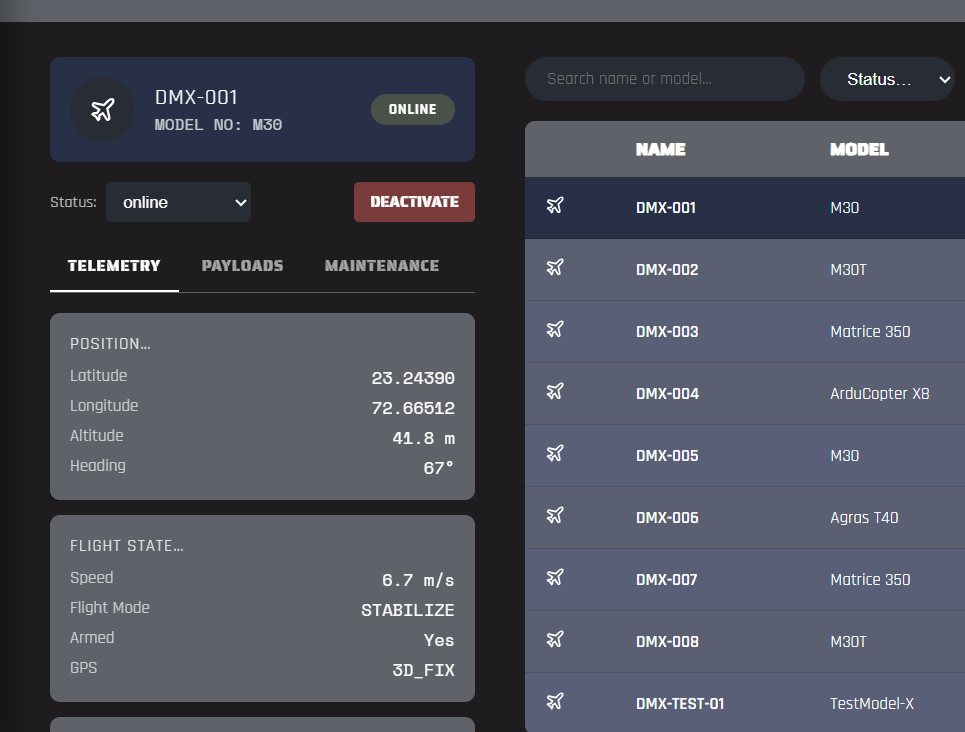 DMX-001
MODEL NO: M30
ONLINE
Status:
online
DEACTIVATE
TELEMETRY PAYLOADS MAINTENANCE
POSITION...
Latitude 23.24390
Longitude 72.66512
Altitude 41.8 m
Heading 67°
FLIGHT STATE...
Speed 6.7 m/s
Flight Mode STABILIZE
Armed Yes
GPS 3D_FIX
Search name or model...
Status...
NAME MODEL
DMX-001 M30
DMX-002 M30T
DMX-003 Matrice 350
DMX-004 ArduCopter X8
DMX-005 M30
DMX-006 Agras T40
DMX-007 Matrice 350
DMX-008 M30T
DMX-TEST-01 TestModel-X